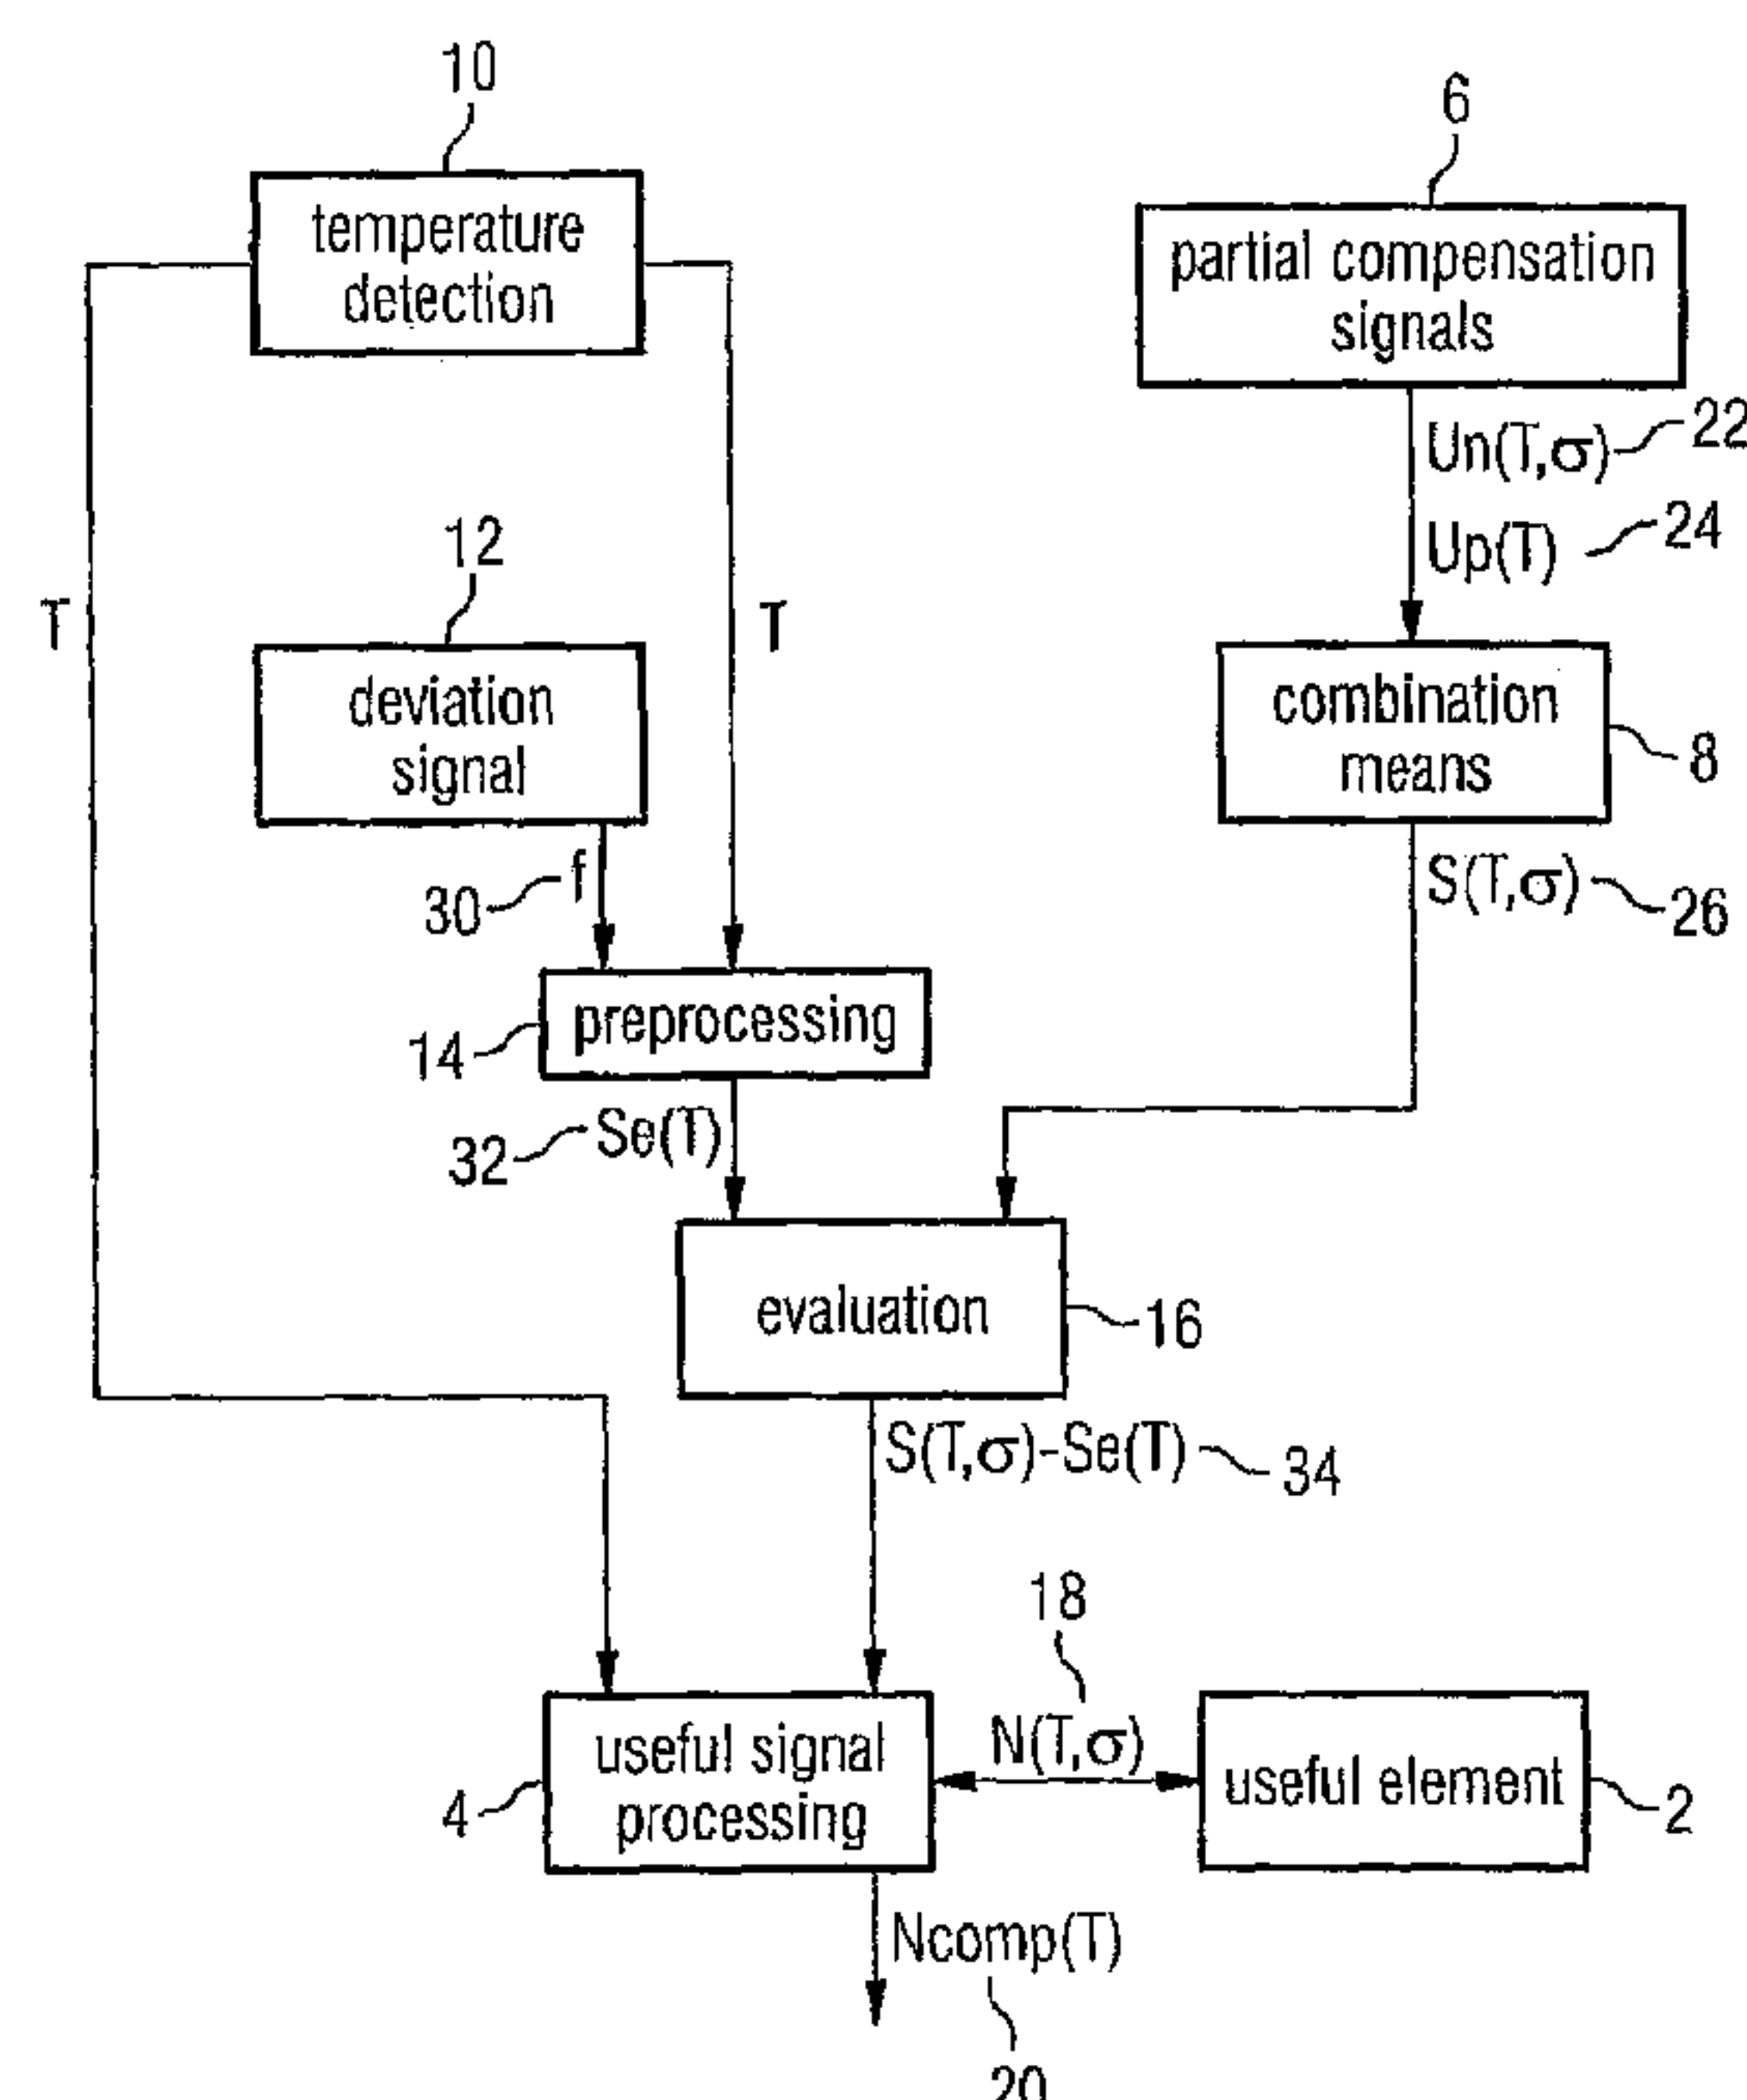 10
6
temperature
detection
partial compensation
signals
Un(T,σ)
22
Up(T)
24
12
T
T
deviation
signal
combination
means
8
f
30
S(T,σ)
26
preprocessing
14
Se(T)
32
evaluation
16
S(T,σ)-Se(T)
34
18
N(T,σ)
useful signal
processing
4
useful element
2
Ncomp(T)
20